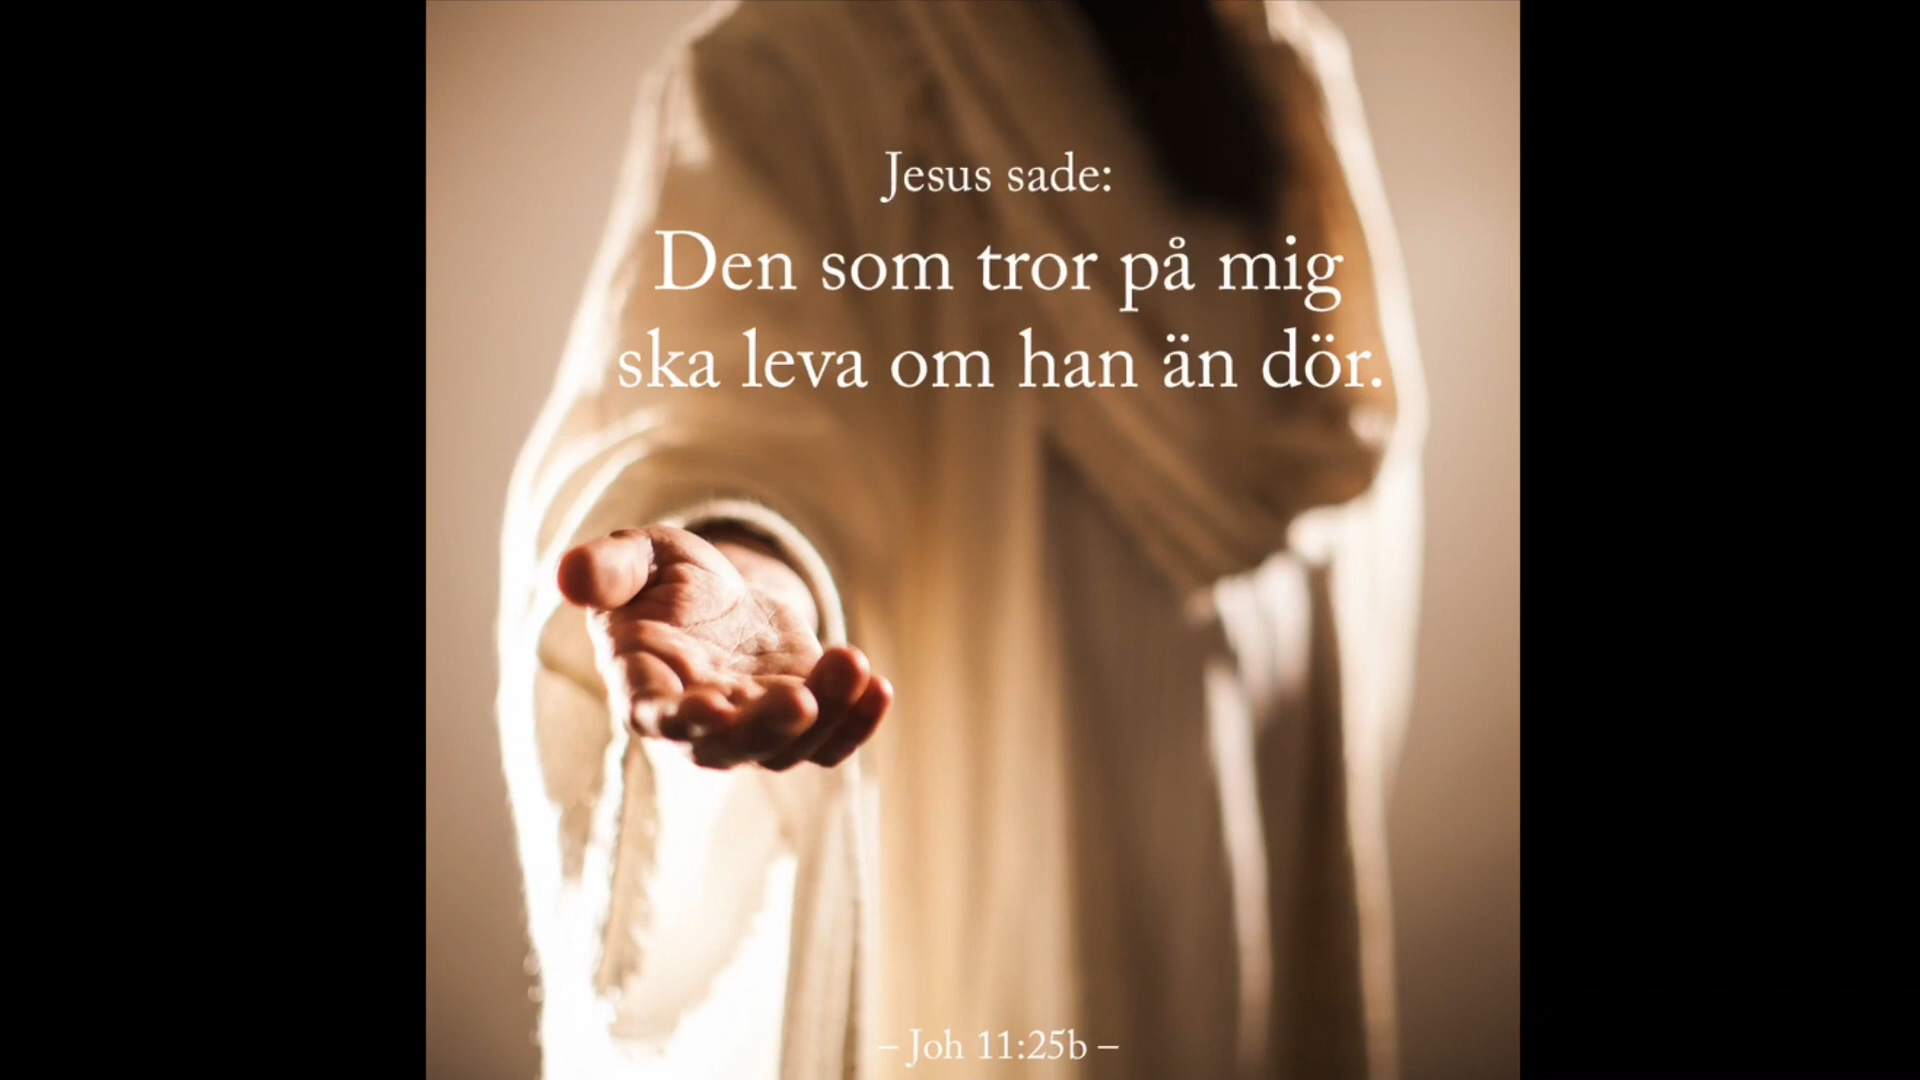 Jesus sade:
Den som tror på mig
ska leva om han än dör.
– Joh 11:25b –